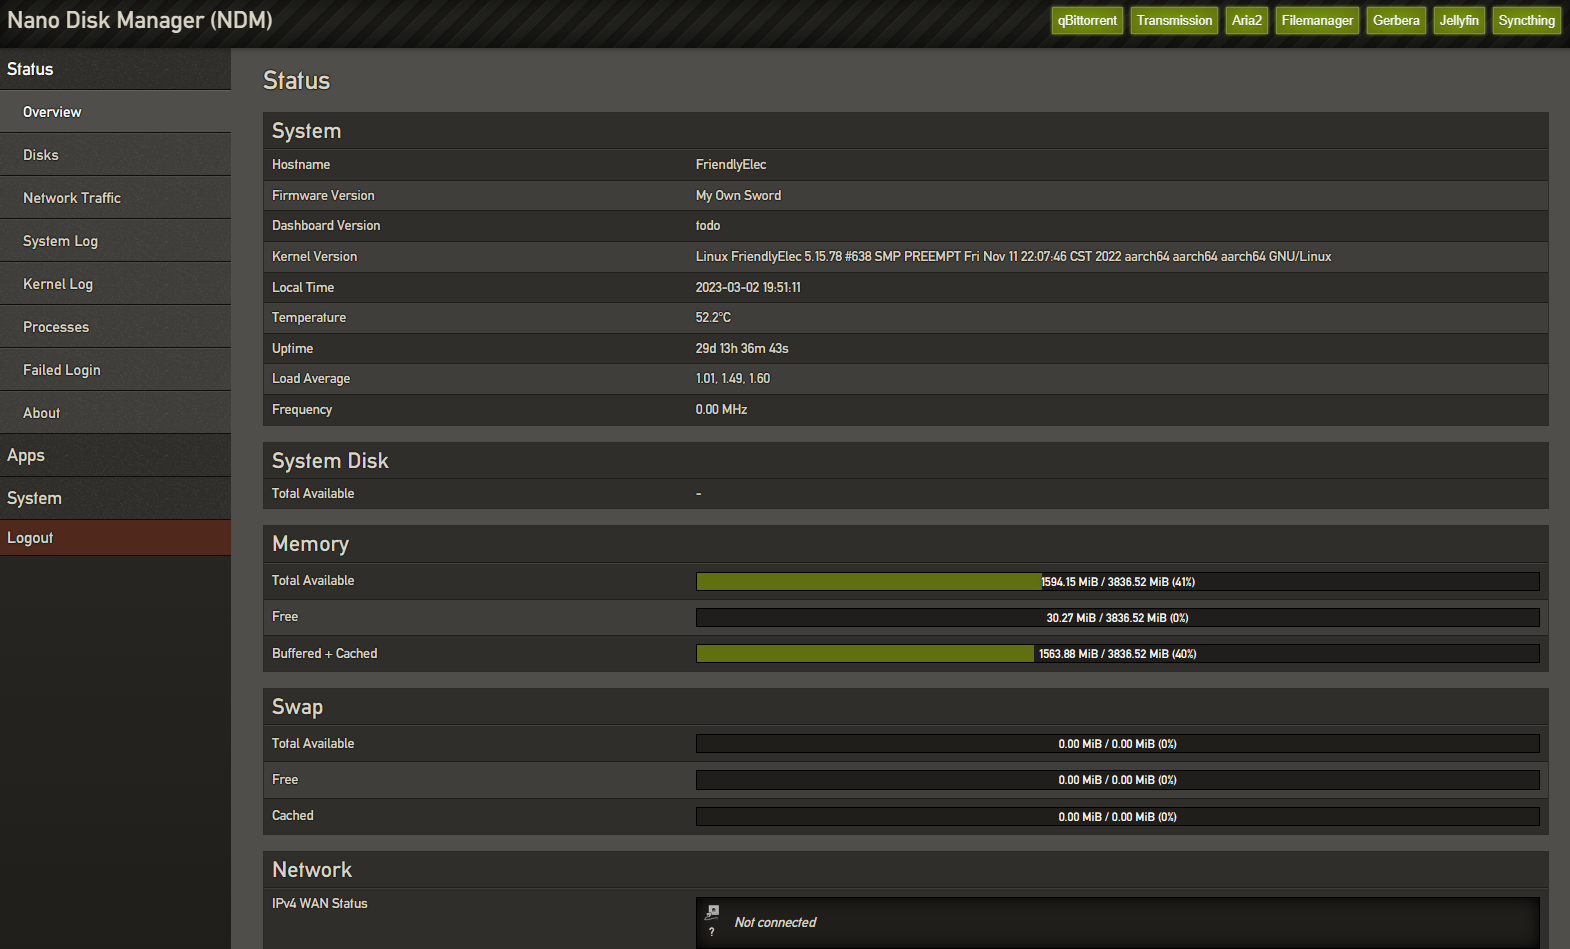 Nano Disk Manager (NDM)
qBittorrent Transmission Aria2 Filemanager Gerbera Jellyfin Syncthing
Status
Overview
Disks
Network Traffic
System Log
Kernel Log
Processes
Failed Login
About
Apps
System
Logout
Status
System
Hostname FriendlyElec
Firmware Version My Own Sword
Dashboard Version todo
Kernel Version Linux FriendlyElec 5.15.78 #638 SMP PREEMPT Fri Nov 11 22:07:46 CST 2022 aarch64 aarch64 aarch64 GNU/Linux
Local Time 2023-03-02 19:51:11
Temperature 52.2°C
Uptime 29d 13h 36m 43s
Load Average 1.01, 1.49, 1.60
Frequency 0.00 MHz
System Disk
Total Available -
Memory
Total Available 1594.15 MiB / 3836.52 MiB (41%)
Free 30.27 MiB / 3836.52 MiB (0%)
Buffered + Cached 1563.88 MiB / 3836.52 MiB (40%)
Swap
Total Available 0.00 MiB / 0.00 MiB (0%)
Free 0.00 MiB / 0.00 MiB (0%)
Cached 0.00 MiB / 0.00 MiB (0%)
Network
IPv4 WAN Status
? Not connected